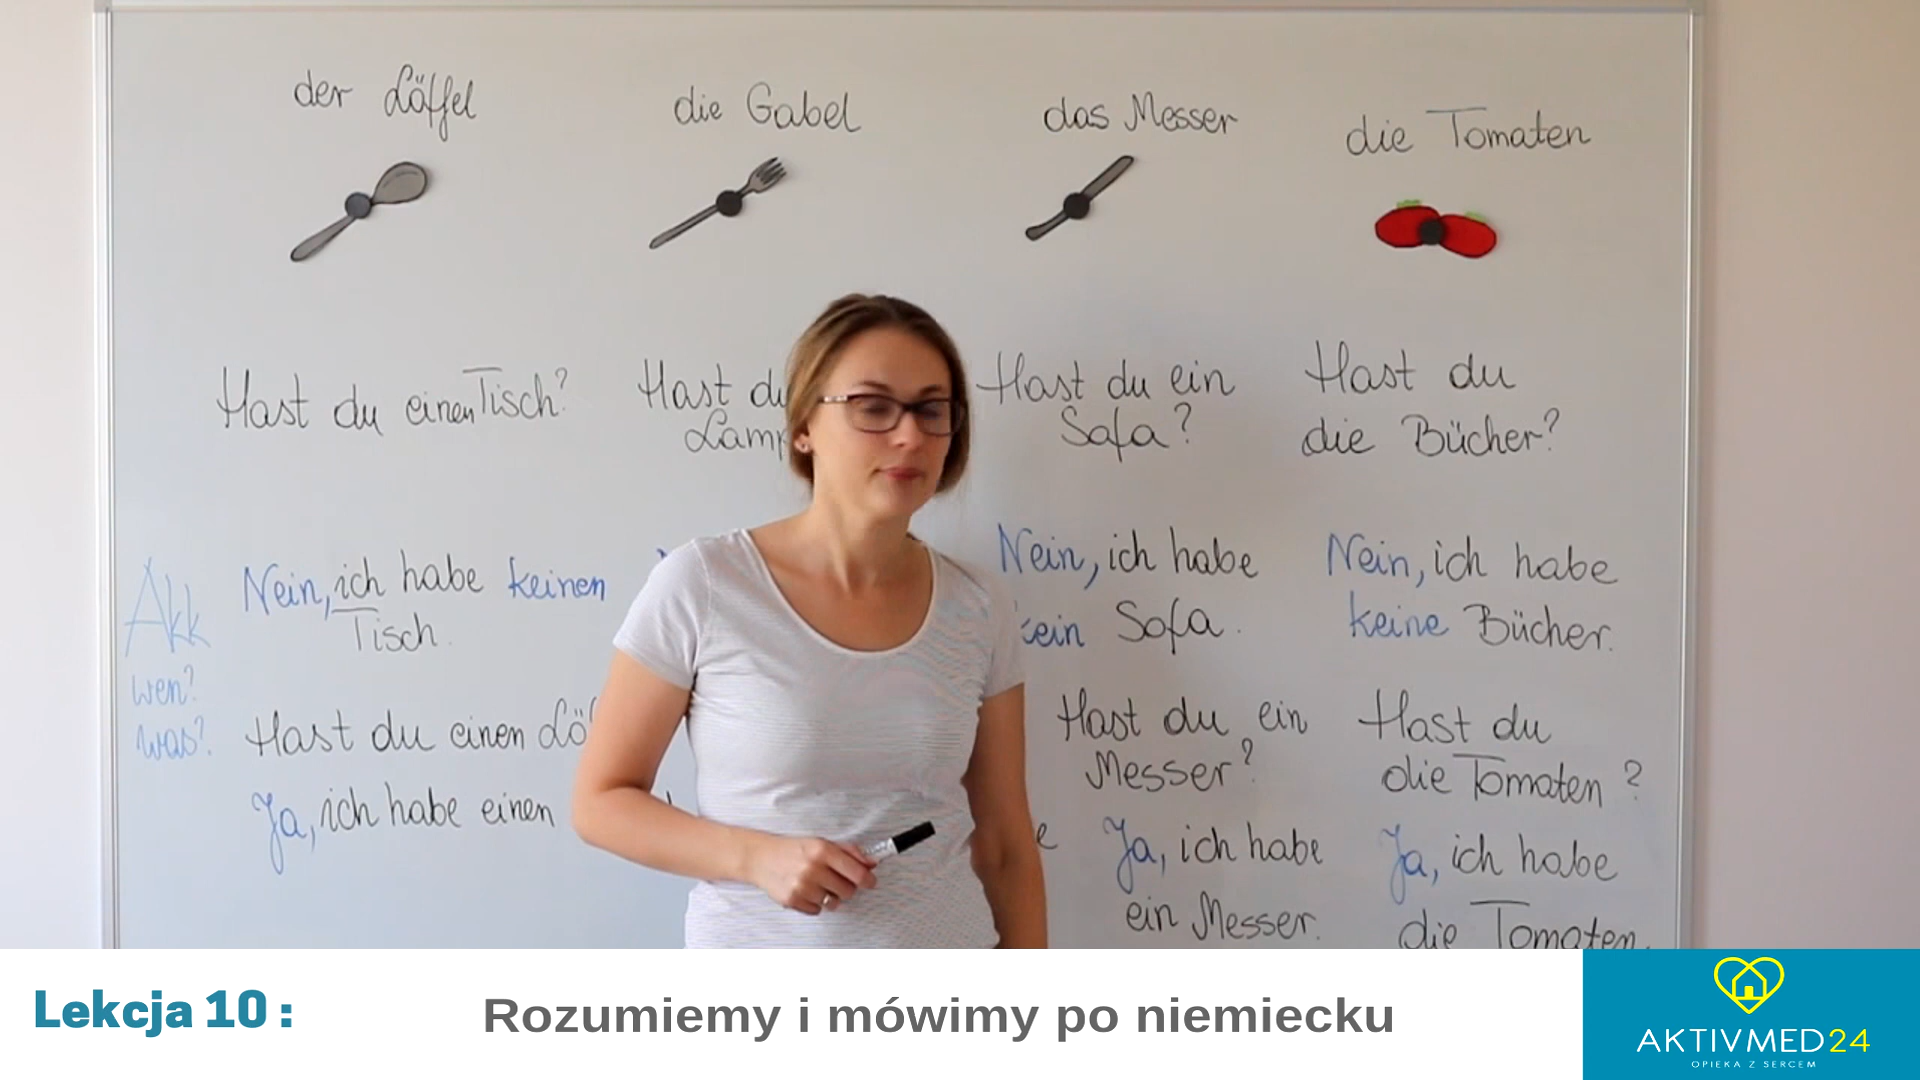 der Löffel
die Gabel
das Messer
die Tomaten
Hast du einen Tisch?
Hast du
Hast du ein
Sofa?
Hast du
die Bücher?
Akk
wen?
was?
Nein, ich habe keinen
Tisch.
Nein, ich habe
kein Sofa.
Nein, ich habe
keine Bücher.
Hast du einen Lö
Ja, ich habe einen
Hast du ein
Messer?
Ja, ich habe
ein Messer.
Hast du
die Tomaten?
Ja, ich habe
die Tomaten.
Lekcja 10 :
Rozumiemy i mówimy po niemiecku
AKTIVMED24
OPIEKA Z SERCEM